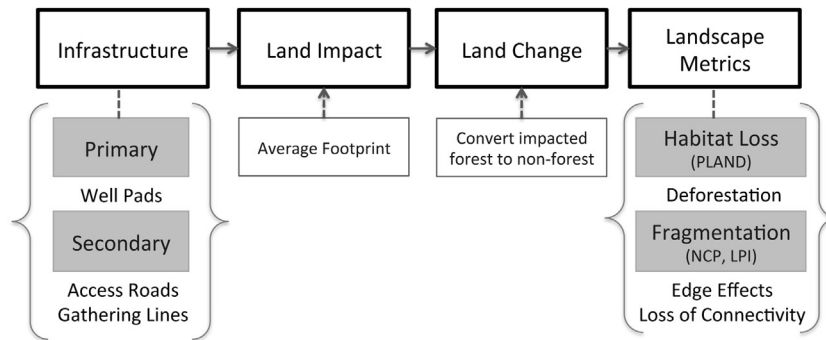 Infrastructure
Land Impact
Land Change
Landscape
Metrics
Primary
Well Pads
Secondary
Access Roads
Gathering Lines
Average Footprint
Convert impacted
forest to non-forest
Habitat Loss
(PLAND)
Deforestation
Fragmentation
(NCP, LPI)
Edge Effects
Loss of Connectivity